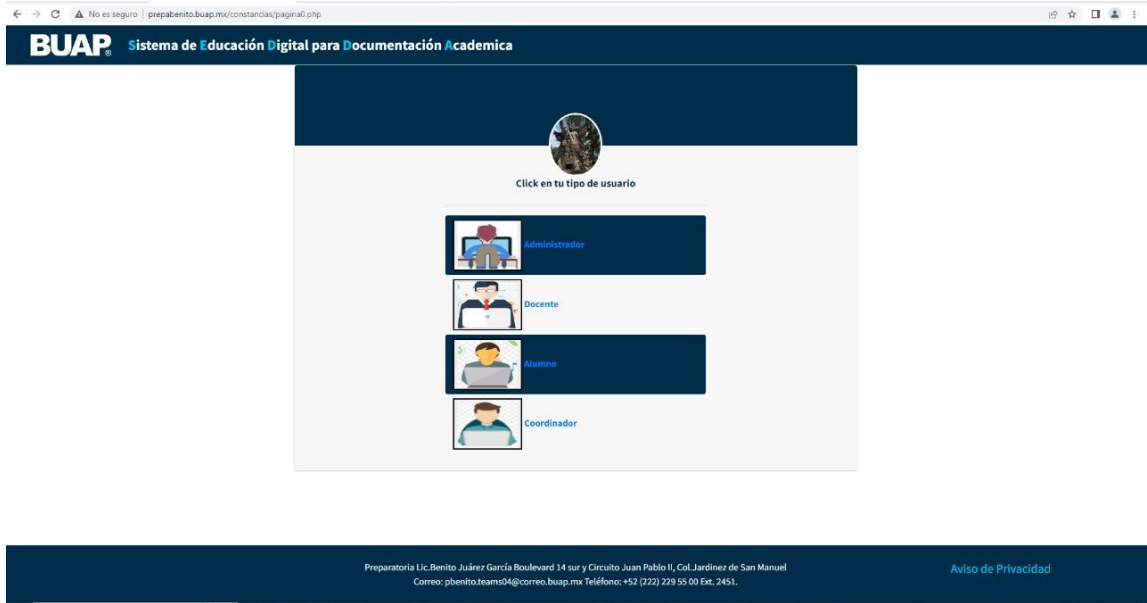 No es seguro | prepabenito.buap.mx/constancias/pagina0.php
BUAP® Sistema de Educación Digital para Documentación Academica
Click en tu tipo de usuario
Administrador
Docente
Alumno
Coordinador
Preparatoria Lic.Benito Juárez García Boulevard 14 sur y Circuito Juan Pablo II, Col.Jardinez de San Manuel
Correo: pbenito.teams04@correo.buap.mx Teléfono: +52 (222) 229 55 00 Ext. 2451.
Aviso de Privacidad